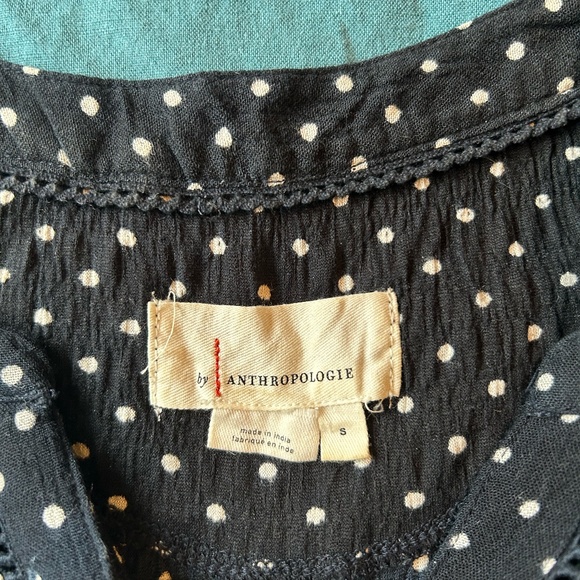 by ANTHROPOLOGIE
made in india
fabriqué en inde
S